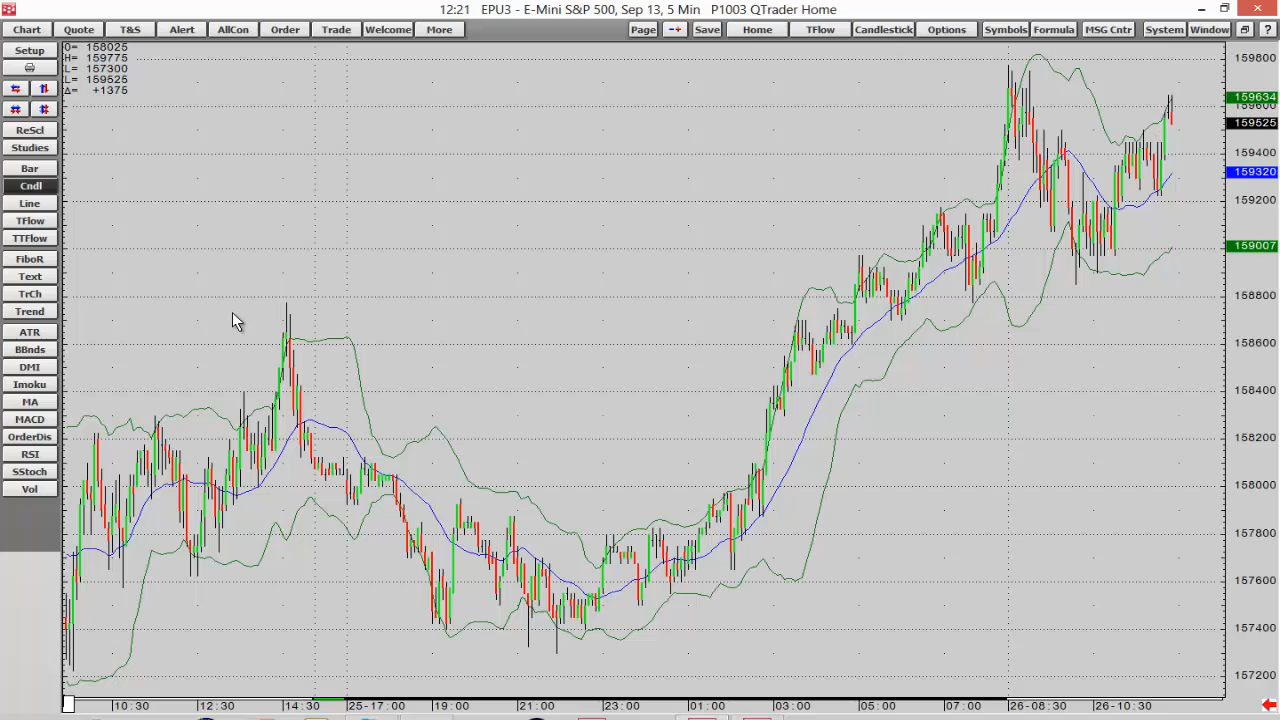 12:21 EPU3 - E-Mini S&P 500, Sep 13, 5 Min P1003 QTrader Home
Chart Quote T&S Alert AllCon Order Trade Welcome More Page -+ Save Home TFlow Candlestick Options Symbols Formula MSG Cntr System Window ?
Setup
ReScl
Studies
Bar
Cndl
Line
TFlow
TTFlow
FiboR
Text
TrCh
Trend
ATR
BBnds
DMI
Imoku
MA
MACD
OrderDis
RSI
SStoch
Vol
O= 158025
H= 159775
L= 157300
L= 159525
Δ= +1375
159800
159634
159600
159525
159400
159320
159200
159007
158800
158600
158400
158200
158000
157800
157600
157400
157200
10:30 12:30 14:30 25-17:00 19:00 21:00 23:00 01:00 03:00 05:00 07:00 26-08:30 26-10:30